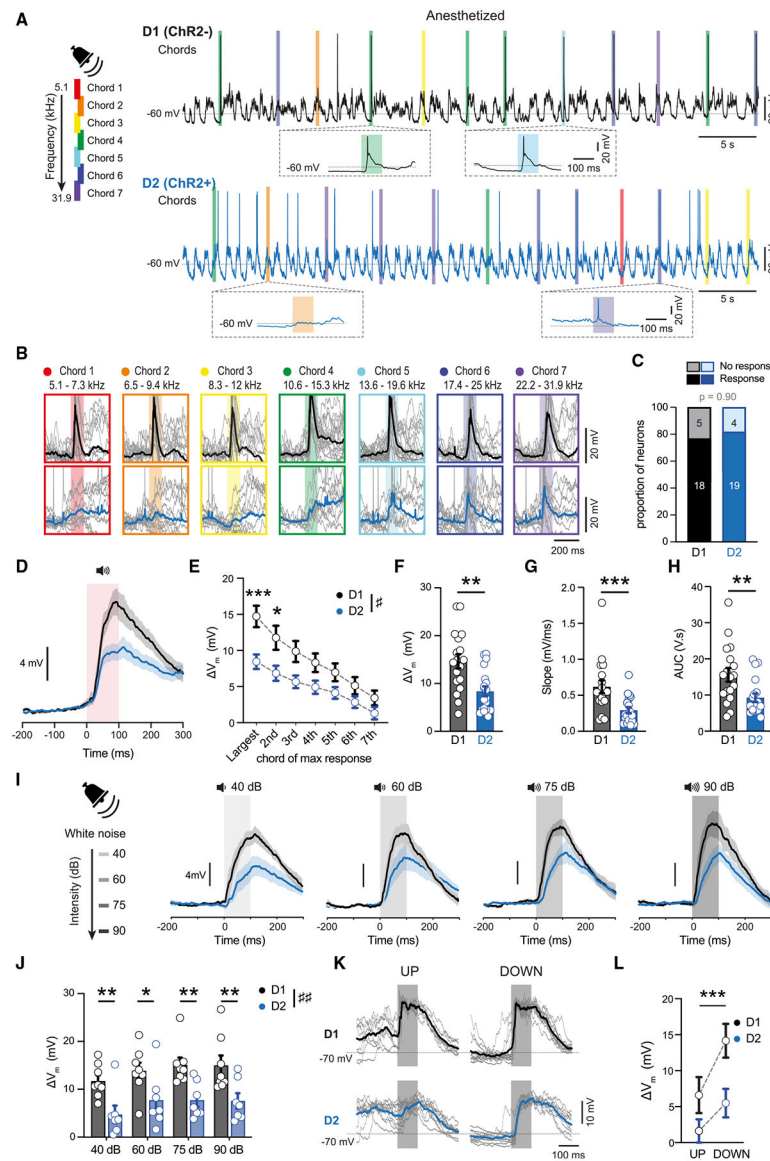 A
Anesthetized
D1 (ChR2-)
Chords
5.1
Frequency (kHz)
31.9
Chord 1
Chord 2
Chord 3
Chord 4
Chord 5
Chord 6
Chord 7
-60 mV
5 s
-60 mV
20 mV
100 ms
D2 (ChR2+)
Chords
-60 mV
5 s
-60 mV
20 mV
100 ms
B
Chord 1
5.1 - 7.3 kHz
Chord 2
6.5 - 9.4 kHz
Chord 3
8.3 - 12 kHz
Chord 4
10.6 - 15.3 kHz
Chord 5
13.6 - 19.6 kHz
Chord 6
17.4 - 25 kHz
Chord 7
22.2 - 31.9 kHz
20 mV
20 mV
200 ms
C
No respons
Response
p = 0.90
proportion of neurons
100
80
60
40
20
0
5
4
18
19
D1
D2
D
4 mV
-200 -100 0 100 200 300
Time (ms)
E
ΔVm (mV)
20
15
10
5
0
***
*
D1
D2
♯
Largest
2nd
3rd
4th
5th
6th
7th
chord of max response
F
ΔVm (mV)
30
20
10
0
**
D1
D2
G
Slope (mV/ms)
2.0
1.5
1.0
0.5
0.0
***
D1
D2
H
AUC (V.s)
40
30
20
10
0
**
D1
D2
I
White noise
Intensity (dB)
40
60
75
90
40 dB
60 dB
75 dB
90 dB
4mV
-200 0 200
Time (ms)
-200 0 200
Time (ms)
-200 0 200
Time (ms)
-200 0 200
Time (ms)
J
ΔVm (mV)
30
20
10
0
**
*
**
**
D1
D2
♯♯
40 dB
60 dB
75 dB
90 dB
K
UP
DOWN
D1
-70 mV
D2
-70 mV
10 mV
100 ms
L
ΔVm (mV)
20
15
10
5
0
***
D1
D2
UP
DOWN